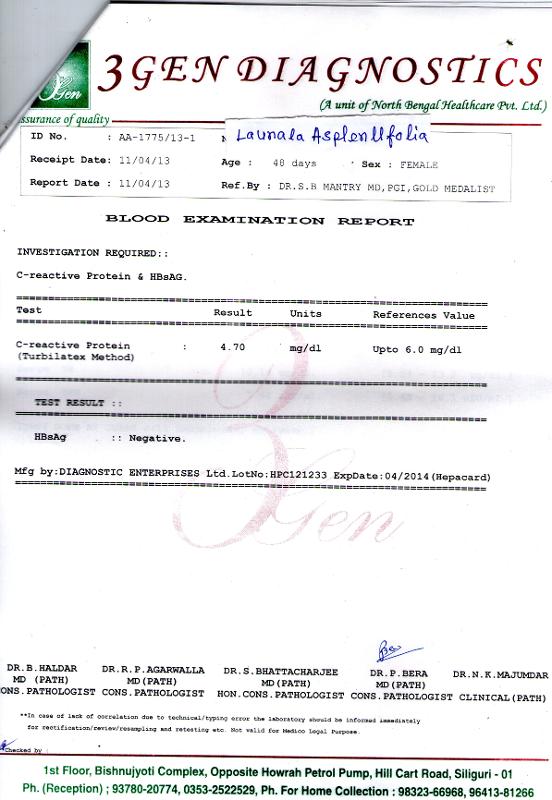 3Gen
3 GEN DIAGNOSTICS
(A unit of North Bengal Healthcare Pvt. Ltd.)
ssurance of quality
ID No. : AA-1775/13-1 N Launala Asplenllfolia
Receipt Date: 11/04/13 Age : 48 days Sex : FEMALE
Report Date : 11/04/13 Ref.By : DR.S.B MANTRY MD,PGI,GOLD MEDALIST
BLOOD EXAMINATION REPORT
INVESTIGATION REQUIRED::
C-reactive Protein & HBsAG.
Test Result Units References Value
C-reactive Protein : 4.70 mg/dl Upto 6.0 mg/dl
(Turbilatex Method)
TEST RESULT ::
HBsAg :: Negative.
Mfg by:DIAGNOSTIC ENTERPRISES Ltd.LotNo:HPC121233 ExpDate:04/2014(Hepacard)
3Gen
DR.B.HALDAR DR.R.P.AGARWALLA DR.S.BHATTACHARJEE DR.P.BERA DR.N.K.MAJUMDAR
MD (PATH) MD(PATH) MD(PATH) MD(PATH)
CONS.PATHOLOGIST CONS.PATHOLOGIST HON.CONS.PATHOLOGIST CONS.PATHOLOGIST CLINICAL(PATH)
**In case of lack of correlation due to technical/typing error the laboratory should be informed immediately
for rectification/review/resampling and retesting etc. Not valid for Medico Legal Purpose.
Checked by
1st Floor, Bishnujyoti Complex, Opposite Howrah Petrol Pump, Hill Cart Road, Siliguri - 01
Ph. (Reception) ; 93780-20774, 0353-2522529, Ph. For Home Collection : 98323-66968, 96413-81266